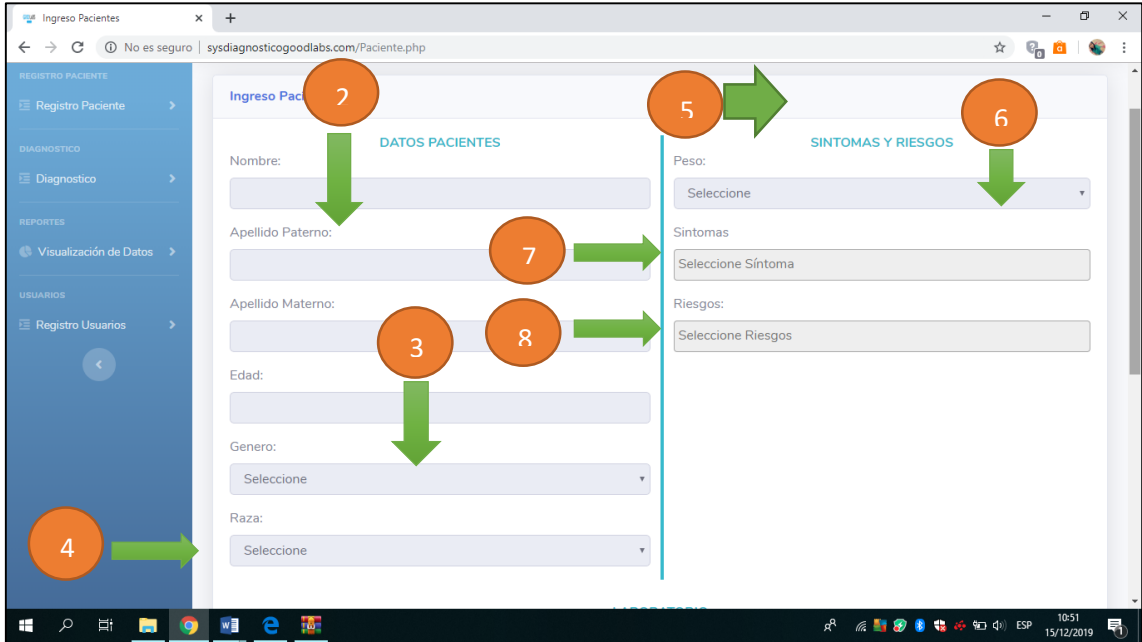 Ingreso Pacientes
No es seguro | sysdiagnosticogoodlabs.com/Paciente.php
REGISTRO PACIENTE
Registro Paciente
DIAGNOSTICO
Diagnostico
REPORTES
Visualización de Datos
USUARIOS
Registro Usuarios
Ingreso
2
5
6
DATOS PACIENTES
Nombre:
Apellido Paterno:
Apellido Materno:
3
Edad:
Genero:
Seleccione
Raza:
4
Seleccione
SINTOMAS Y RIESGOS
Peso:
Seleccione
7
Sintomas
Seleccione Síntoma
8
Riesgos:
Seleccione Riesgos
ESP
10:51
15/12/2019